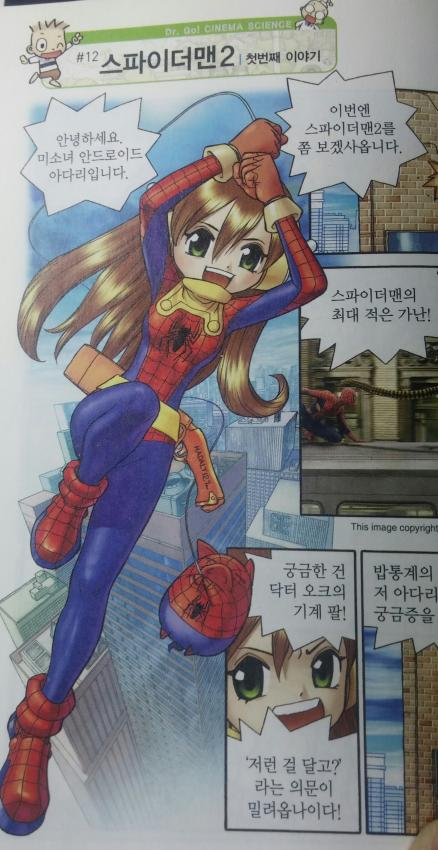 Dr. Go! CINEMA SCIENCE
#12 스파이더맨2 | 첫번째 이야기
안녕하세요.
미소녀 안드로이드
아다리입니다.
이번엔
스파이더맨2를
쫌 보겠사옵니다.
스파이더맨의
최대 적은 가난!
This image copyright
궁금한 건
닥터 오크의
기계 팔!
'저런 걸 달고?'
라는 의문이
밀려옵나이다!
밥통계의
저 아다리
궁금증을